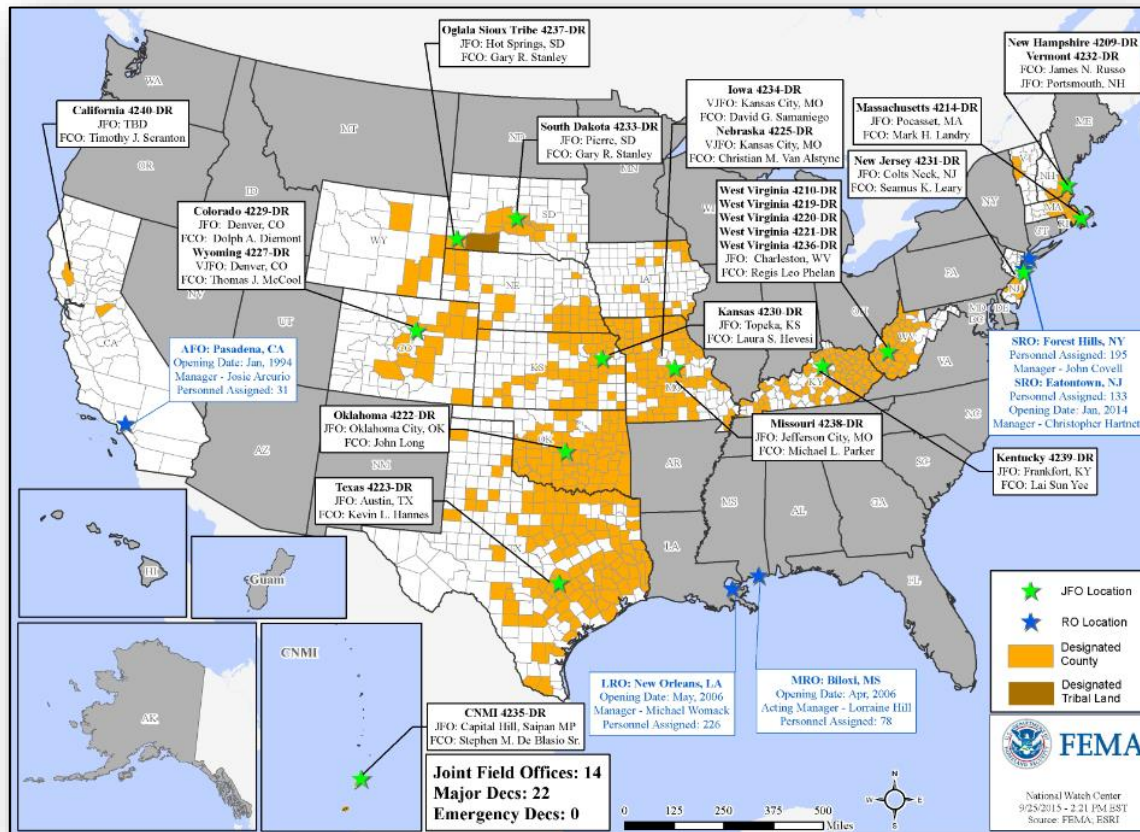 Oglala Sioux Tribe 4237-DR
JFO: Hot Springs, SD
FCO: Gary R. Stanley
New Hampshire 4209-DR
Vermont 4232-DR
FCO: James N. Russo
JFO: Portsmouth, NH
California 4240-DR
JFO: TBD
FCO: Timothy J. Scranton
South Dakota 4233-DR
JFO: Pierre, SD
FCO: Gary R. Stanley
Iowa 4234-DR
VJFO: Kansas City, MO
FCO: David G. Samaniego
Nebraska 4225-DR
VJFO: Kansas City, MO
FCO: Christian M. Van Alstyne
Massachusetts 4214-DR
JFO: Pocasset, MA
FCO: Mark H. Landry
New Jersey 4231-DR
JFO: Colts Neck, NJ
FCO: Seamus K. Leary
Colorado 4229-DR
JFO: Denver, CO
FCO: Dolph A. Diemont
Wyoming 4227-DR
VJFO: Denver, CO
FCO: Thomas J. McCool
West Virginia 4210-DR
West Virginia 4219-DR
West Virginia 4220-DR
West Virginia 4221-DR
West Virginia 4236-DR
JFO: Charleston, WV
FCO: Regis Leo Phelan
Kansas 4230-DR
JFO: Topeka, KS
FCO: Laura S. Hevesi
AFO: Pasadena, CA
Opening Date: Jan, 1994
Manager - Josie Arcurio
Personnel Assigned: 31
SRO: Forest Hills, NY
Personnel Assigned: 195
Manager - John Covell
SRO: Eatontown, NJ
Personnel Assigned: 133
Opening Date: Jan, 2014
Manager - Christopher Hartnet
Oklahoma 4222-DR
JFO: Oklahoma City, OK
FCO: John Long
Missouri 4238-DR
JFO: Jefferson City, MO
FCO: Michael L. Parker
Kentucky 4239-DR
JFO: Frankfort, KY
FCO: Lai Sun Yee
Texas 4223-DR
JFO: Austin, TX
FCO: Kevin L. Hannes
LRO: New Orleans, LA
Opening Date: May, 2006
Manager - Michael Womack
Personnel Assigned: 226
MRO: Biloxi, MS
Opening Date: Apr, 2006
Acting Manager - Lorraine Hill
Personnel Assigned: 78
CNMI 4235-DR
JFO: Capital Hill, Saipan MP
FCO: Stephen M. De Blasio Sr.
Joint Field Offices: 14
Major Decs: 22
Emergency Decs: 0
WA
OR
MT
ID
ND
SD
WY
NE
NV
UT
CA
CO
KS
AZ
NM
OK
IA
MO
AR
LA
MS
AL
GA
FL
SC
NC
VA
WV
KY
PA
NY
NJ
MD
DE
DC
CT
MA
NH
VT
ME
HI
Guam
AK
CNMI
JFO Location
RO Location
Designated
County
Designated
Tribal Land
FEMA
National Watch Center
9/25/2015 - 2:21 PM EST
Source: FEMA; ESRI
N
W
E
S
0 125 250 375 500
Miles